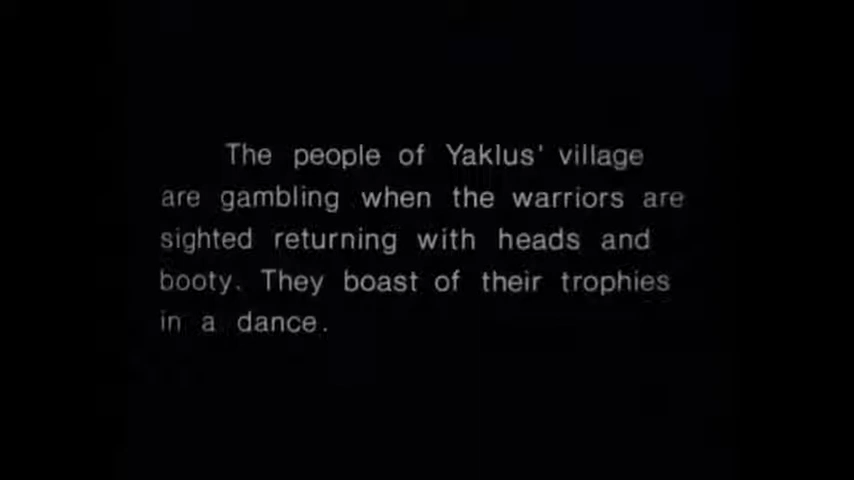 The people of Yaklus' village
are gambling when the warriors are
sighted returning with heads and
booty. They boast of their trophies
in a dance.